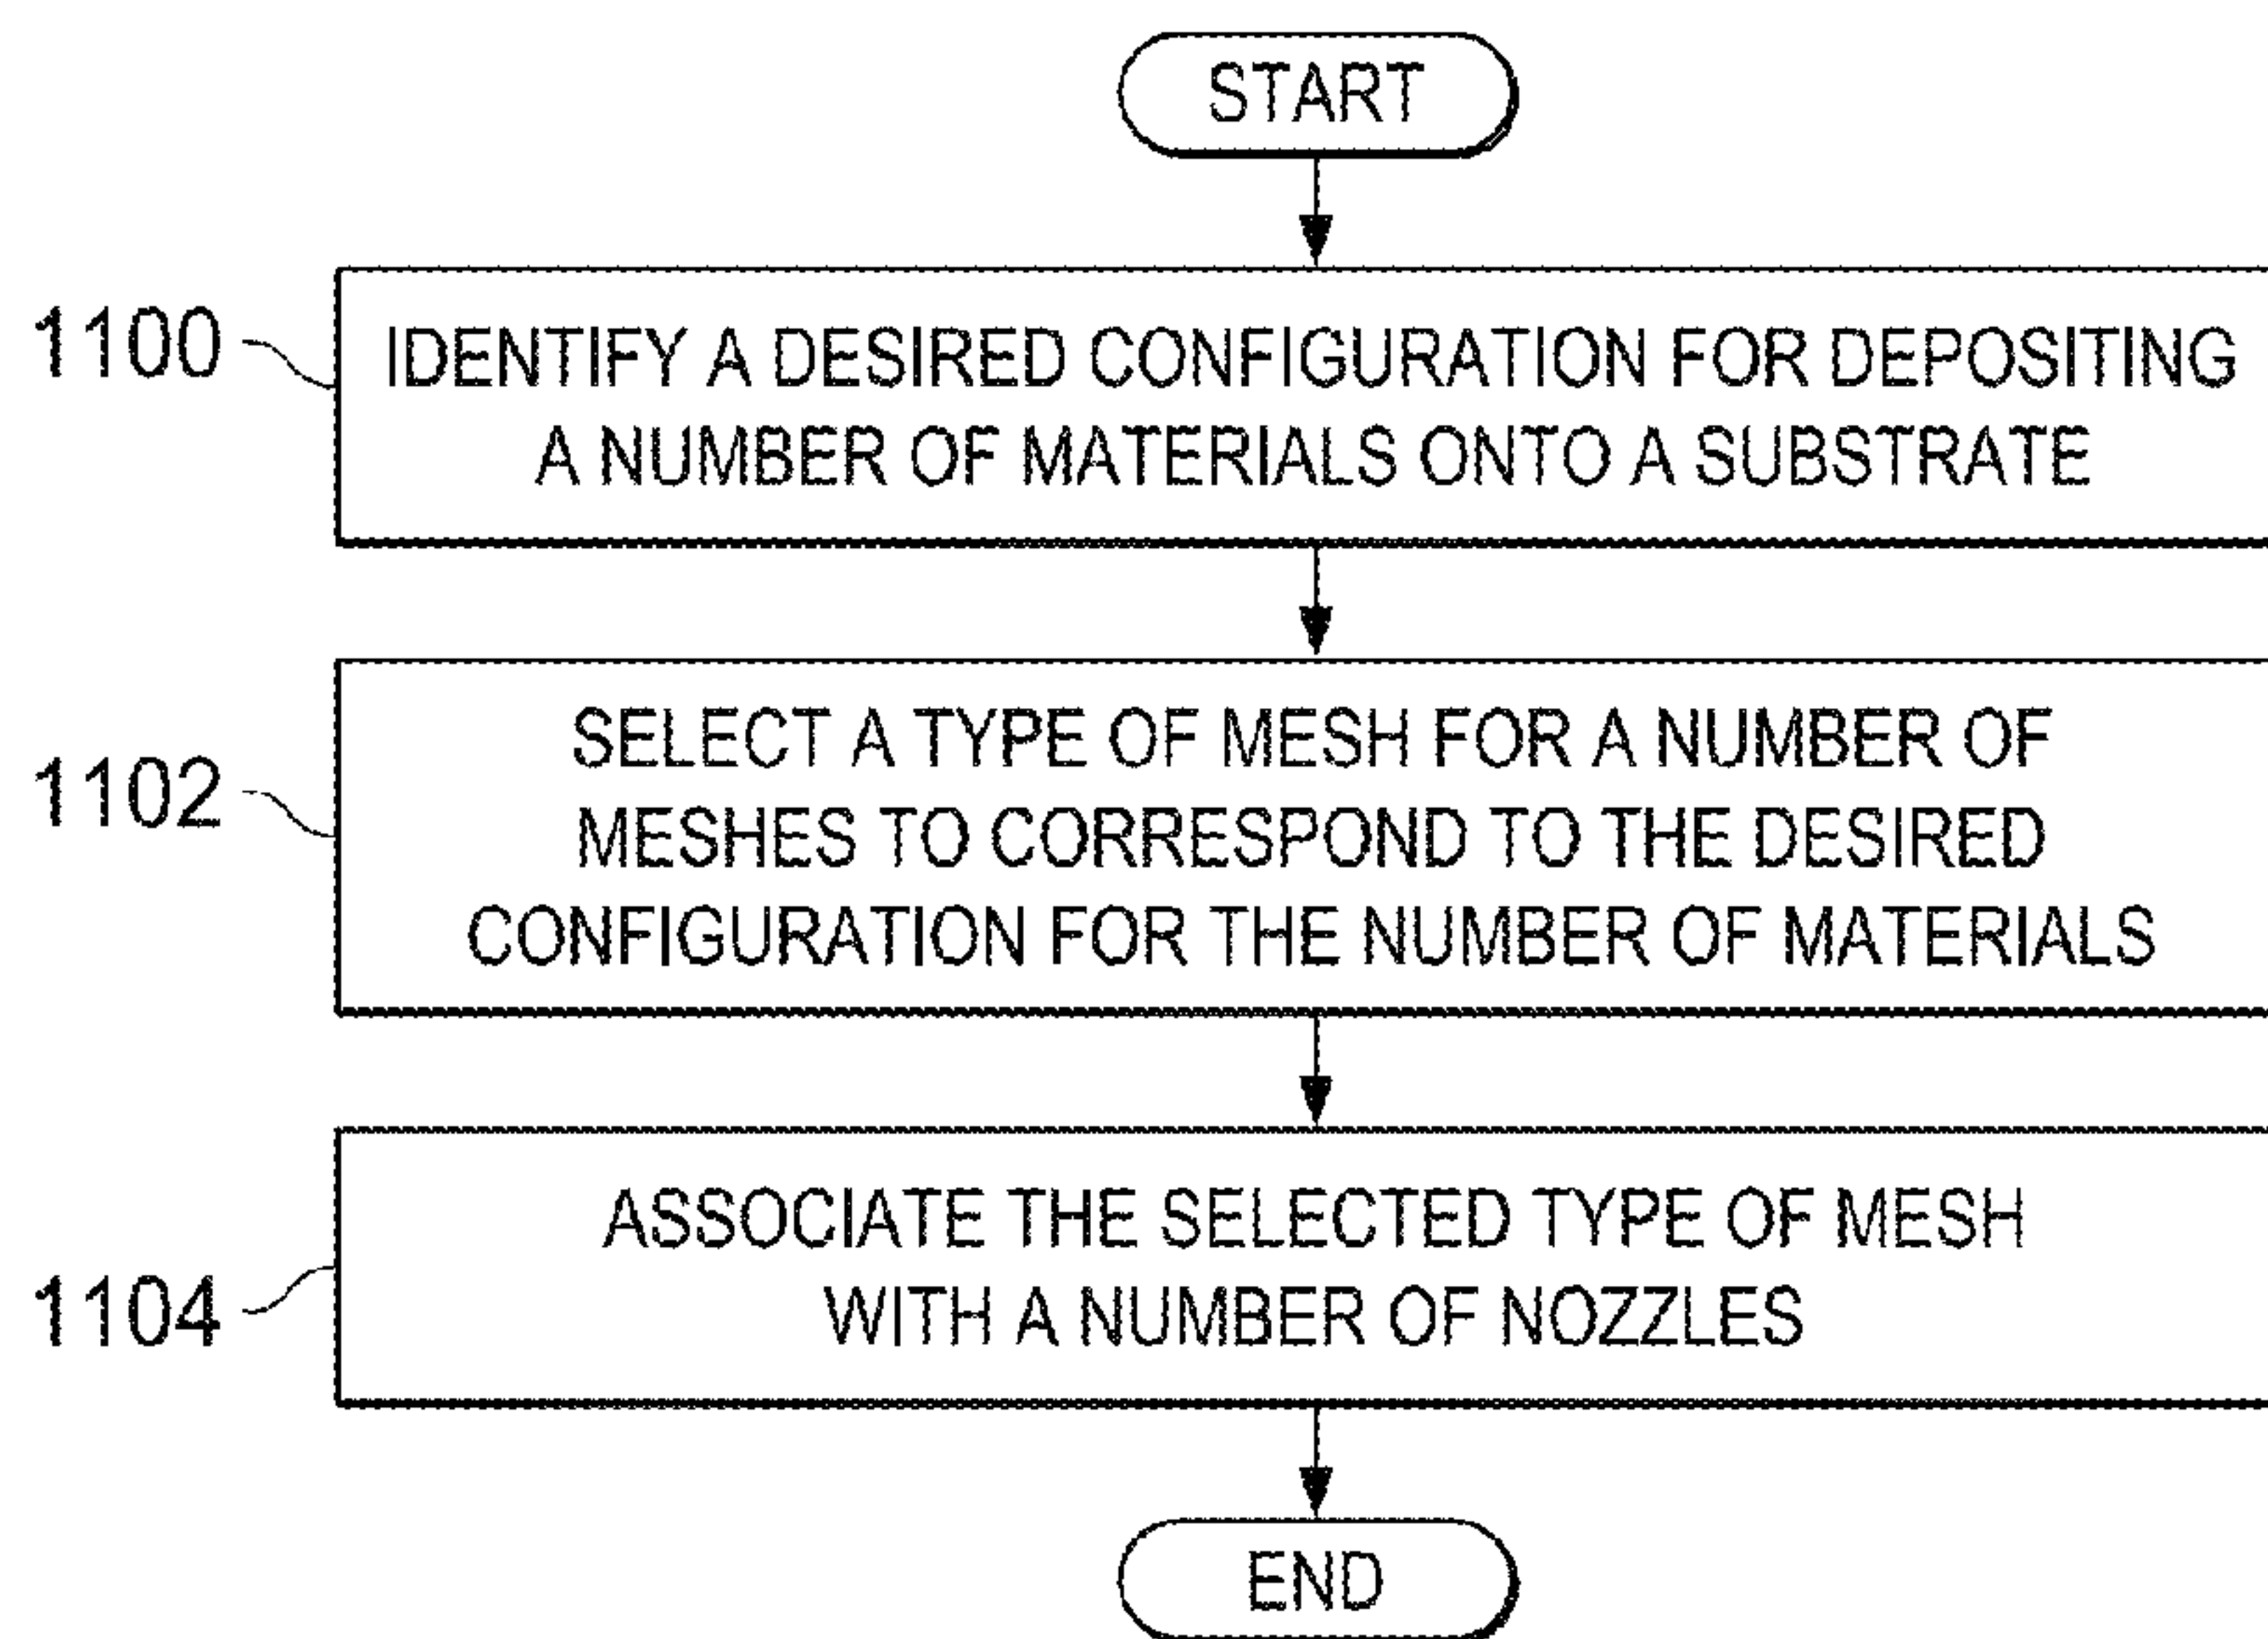 START
1100
IDENTIFY A DESIRED CONFIGURATION FOR DEPOSITING
A NUMBER OF MATERIALS ONTO A SUBSTRATE
1102
SELECT A TYPE OF MESH FOR A NUMBER OF
MESHES TO CORRESPOND TO THE DESIRED
CONFIGURATION FOR THE NUMBER OF MATERIALS
1104
ASSOCIATE THE SELECTED TYPE OF MESH
WITH A NUMBER OF NOZZLES
END